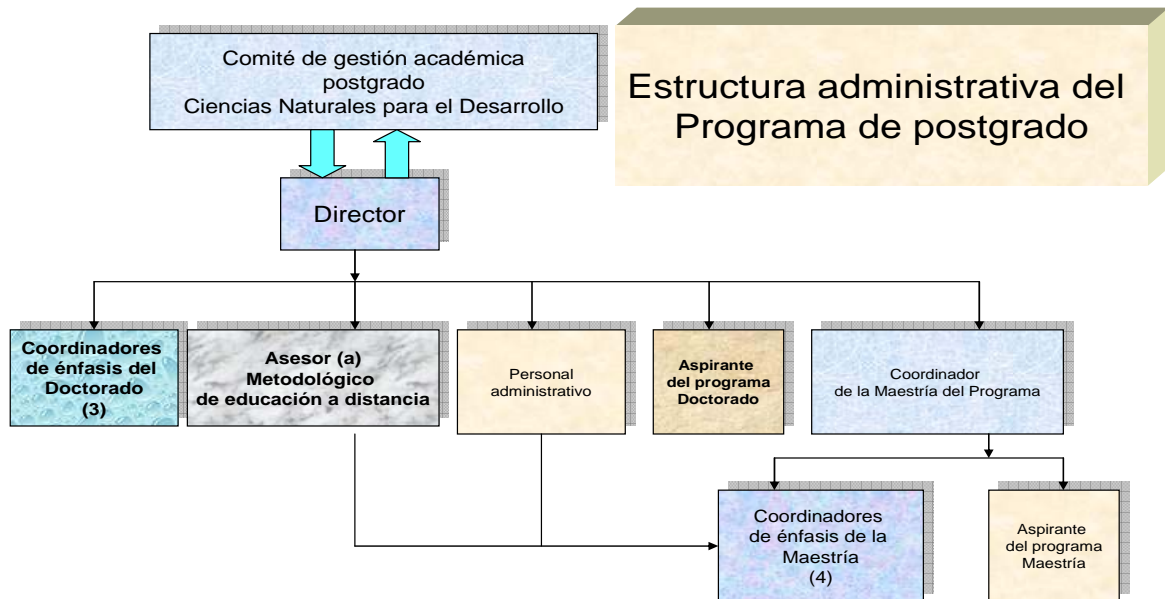 Comité de gestión académica
postgrado
Ciencias Naturales para el Desarrollo
Estructura administrativa del
Programa de postgrado
Director
Coordinadores
de énfasis del
Doctorado
(3)
Asesor (a)
Metodológico
de educación a distancia
Personal
administrativo
Aspirante
del programa
Doctorado
Coordinador
de la Maestría del Programa
Coordinadores
de énfasis de la
Maestría
(4)
Aspirante
del programa
Maestría